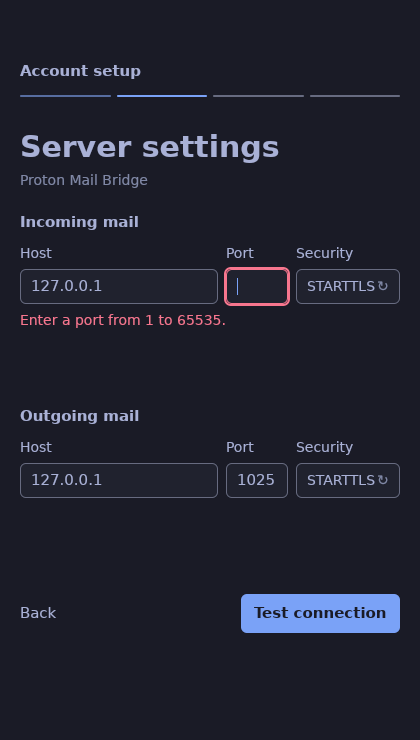 Account setup
Server settings
Proton Mail Bridge
Incoming mail
Host Port Security
127.0.0.1 STARTTLS ↻
Enter a port from 1 to 65535.
Outgoing mail
Host Port Security
127.0.0.1 1025 STARTTLS ↻
Back Test connection